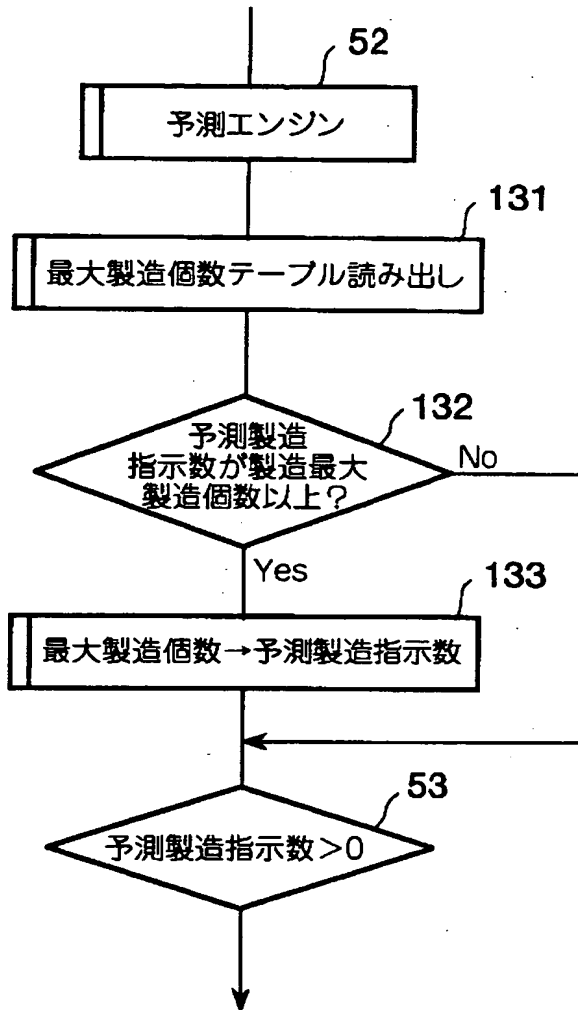 52
予測エンジン
131
最大製造個数テーブル読み出し
132
予測製造
指示数が製造最大
製造個数以上？
No
Yes
133
最大製造個数→予測製造指示数
53
予測製造指示数＞0